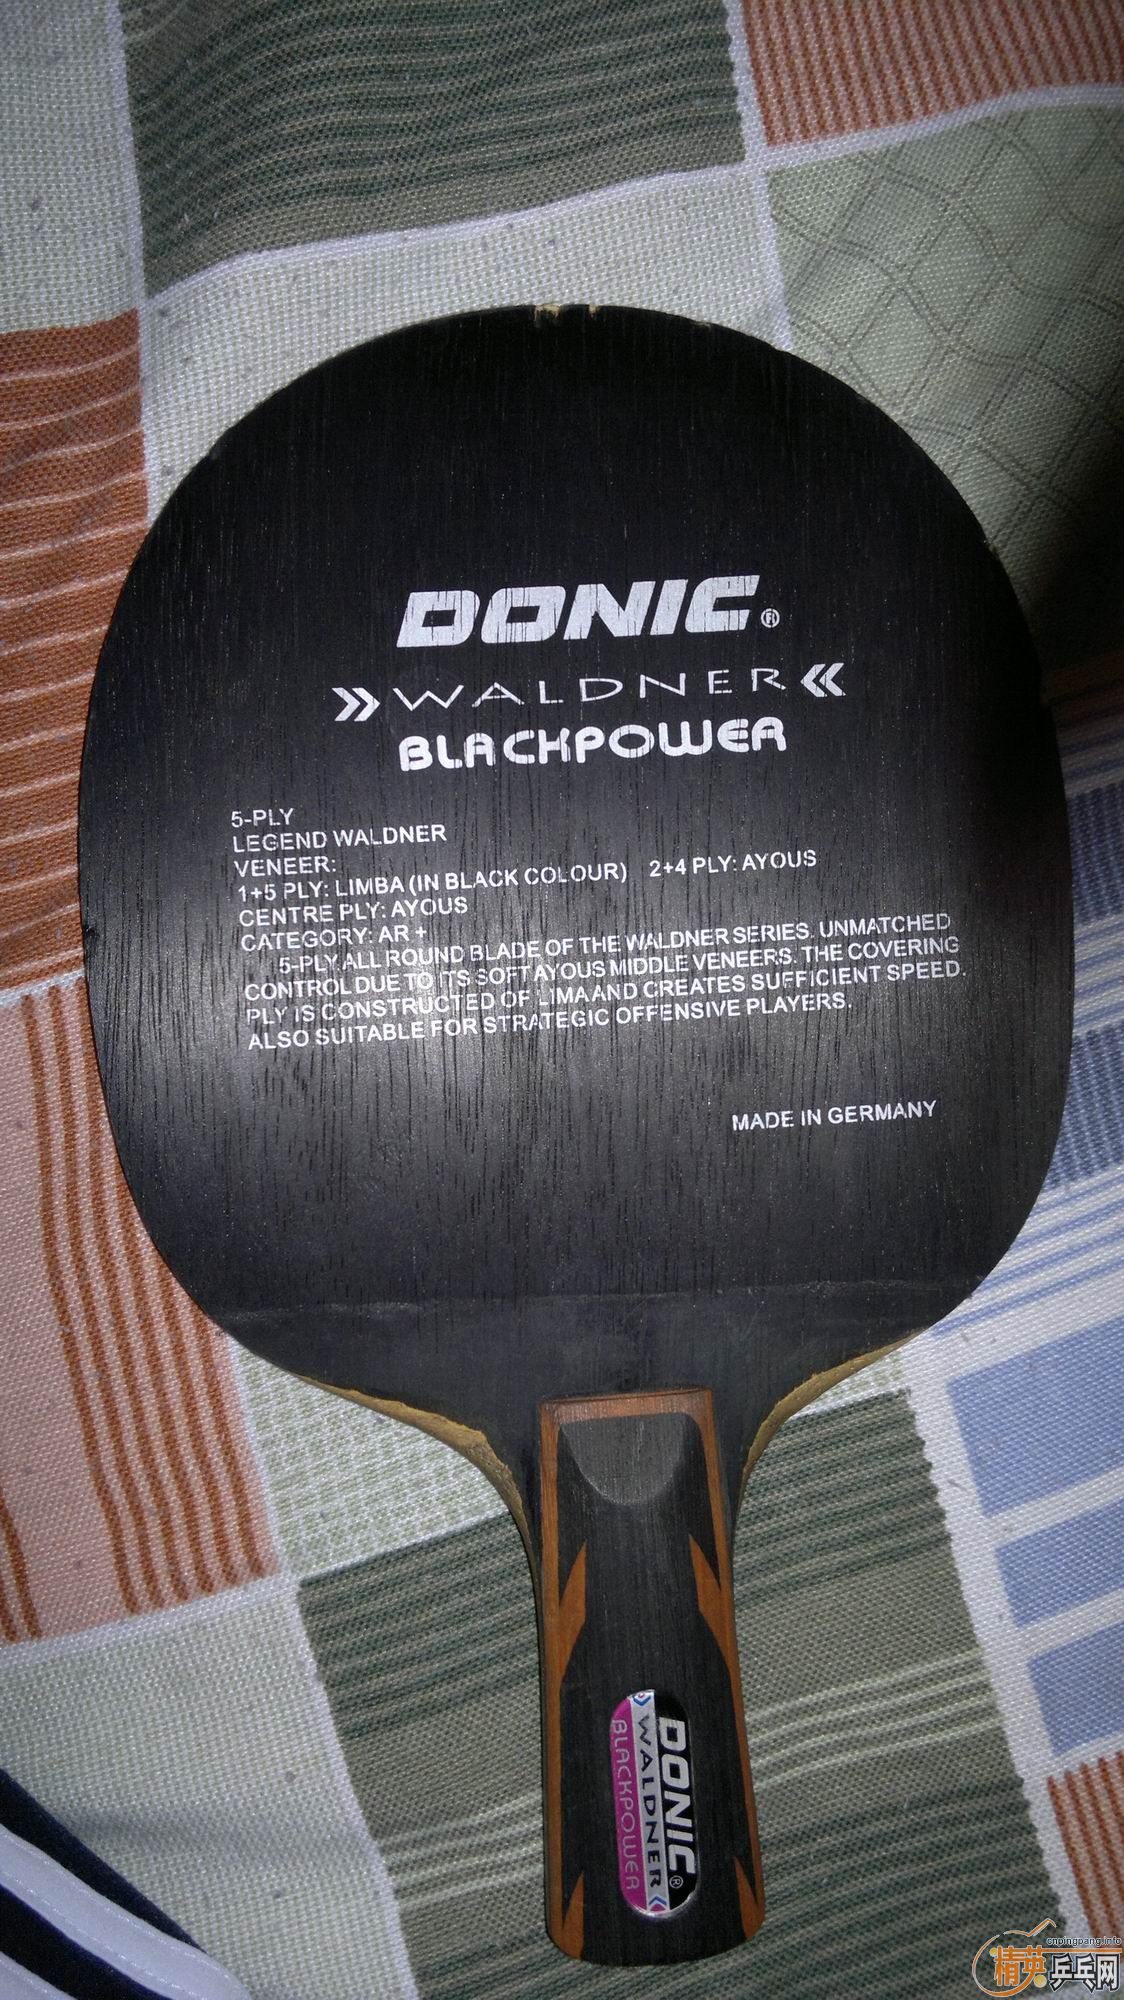 DONIC®
» WALDNER «
BLACKPOWER
5-PLY
LEGEND WALDNER
VENEER:
1+5 PLY: LIMBA (IN BLACK COLOUR) 2+4 PLY: AYOUS
CENTRE PLY: AYOUS
CATEGORY: AR +
5-PLY ALL ROUND BLADE OF THE WALDNER SERIES. UNMATCHED
CONTROL DUE TO ITS SOFT AYOUS MIDDLE VENEERS. THE COVERING
PLY IS CONSTRUCTED OF LIMA AND CREATES SUFFICIENT SPEED.
ALSO SUITABLE FOR STRATEGIC OFFENSIVE PLAYERS.
MADE IN GERMANY
DONIC®
» WALDNER «
BLACKPOWER
cnpingpang.info
精英乒乓网